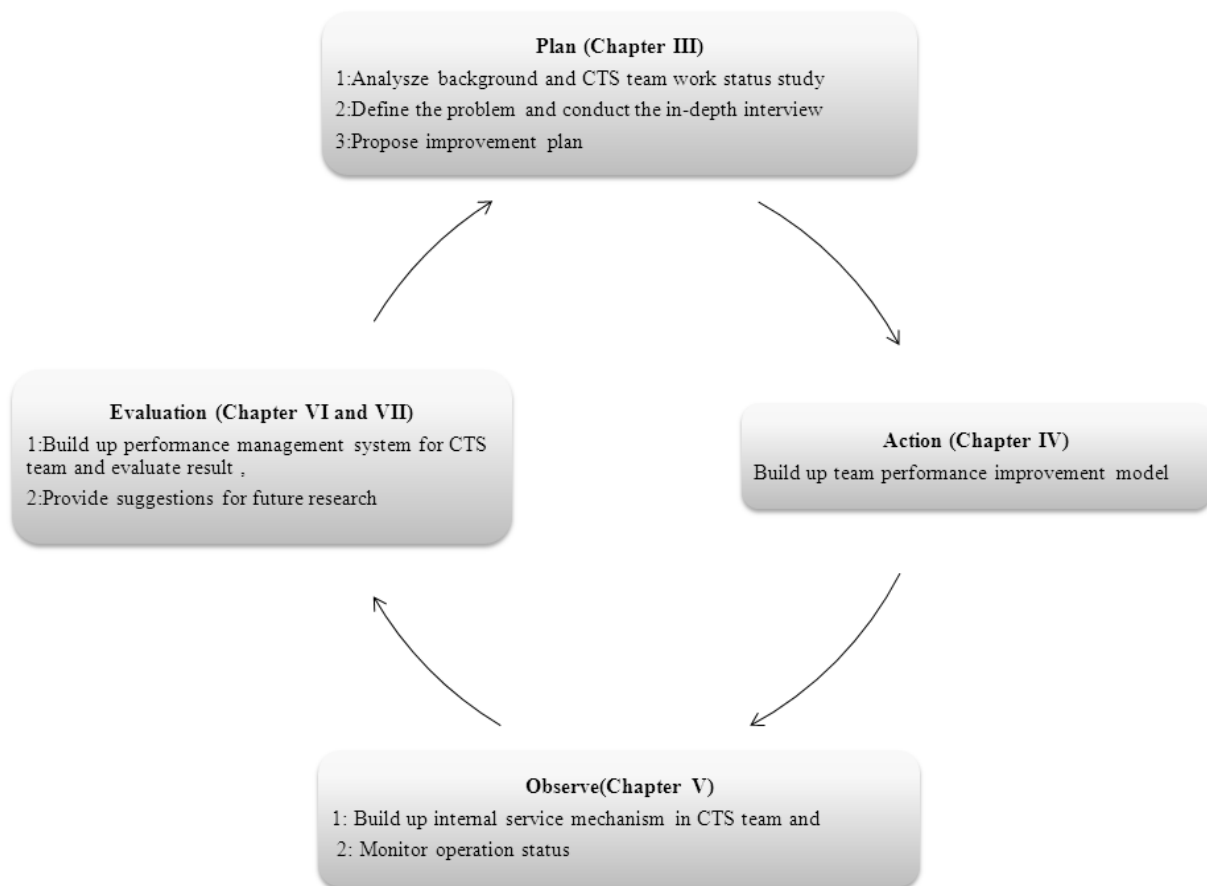 Plan (Chapter III)
1:Analysze background and CTS team work status study
2:Define the problem and conduct the in-depth interview
3:Propose improvement plan
Evaluation (Chapter VI and VII)
1:Build up performance management system for CTS
team and evaluate result ,
2:Provide suggestions for future research
Action (Chapter IV)
Build up team performance improvement model
Observe(Chapter V)
1: Build up internal service mechanism in CTS team and
2: Monitor operation status